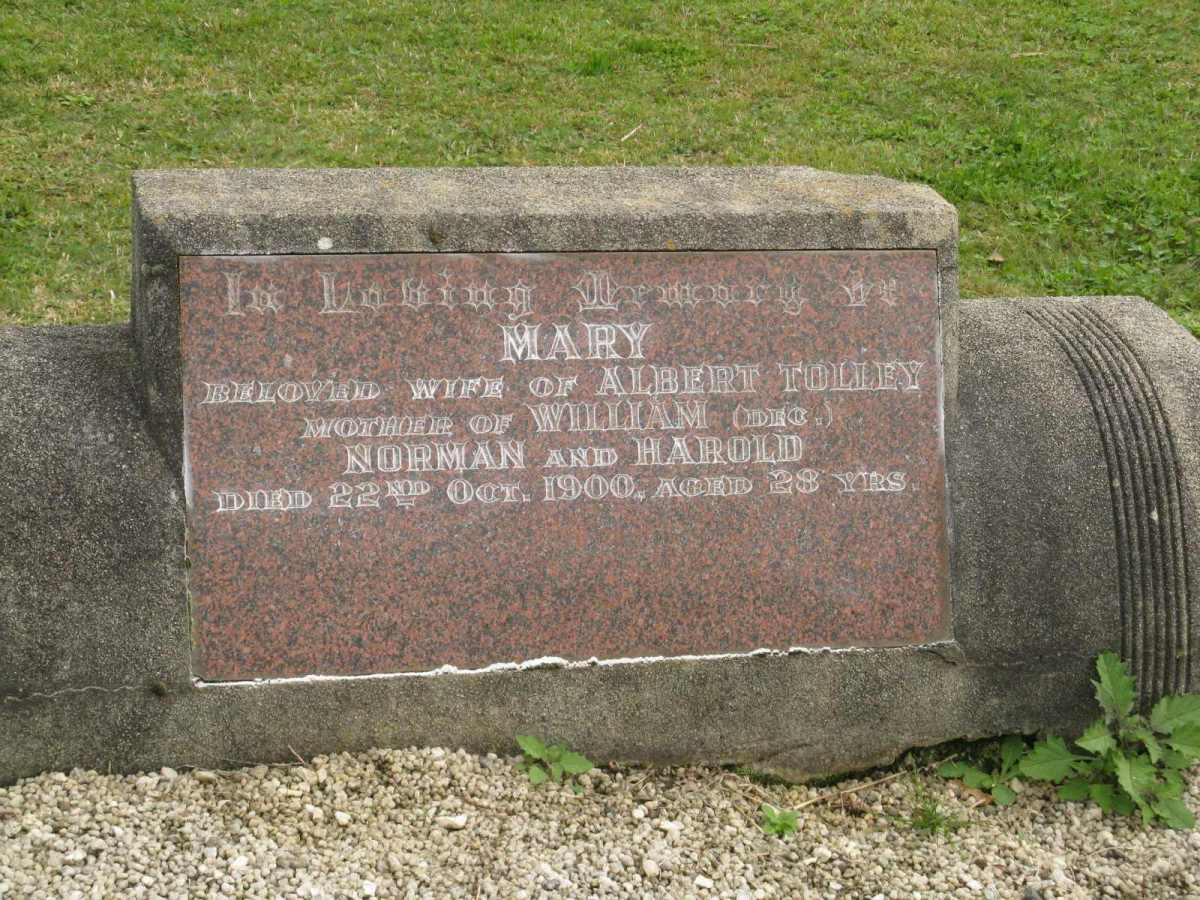 In Loving Memory Of
MARY
BELOVED WIFE OF ALBERT TOLLEY
MOTHER OF WILLIAM (DEC.)
NORMAN AND HAROLD
DIED 22ND OCT. 1900, AGED 28 YRS.